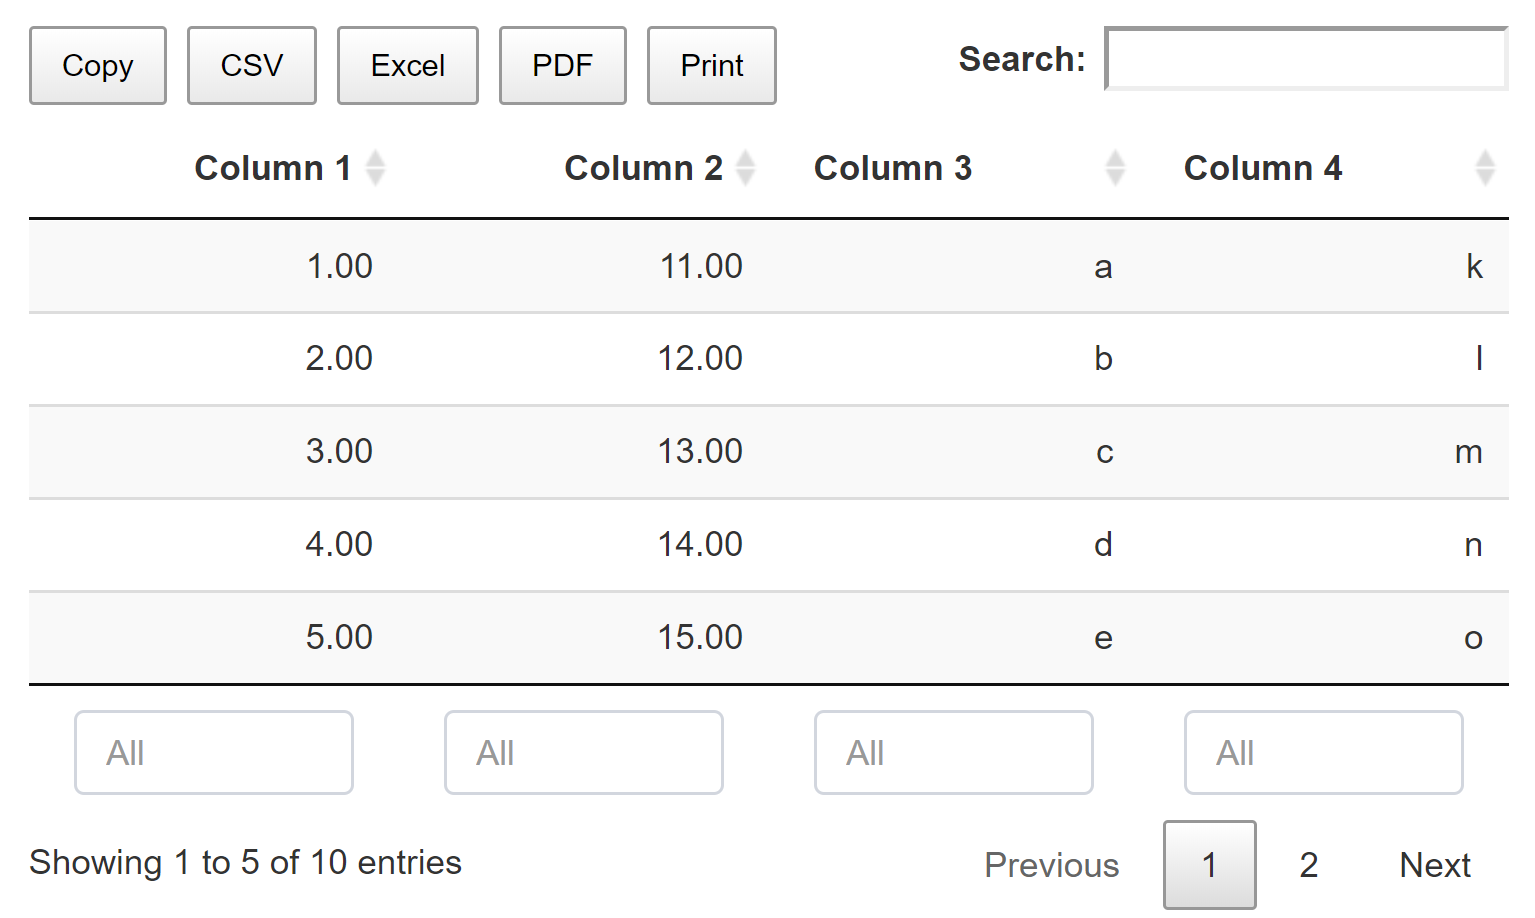 Copy CSV Excel PDF Print Search:
Column 1 Column 2 Column 3 Column 4
1.00 11.00 a k
2.00 12.00 b l
3.00 13.00 c m
4.00 14.00 d n
5.00 15.00 e o
All All All All
Showing 1 to 5 of 10 entries Previous 1 2 Next